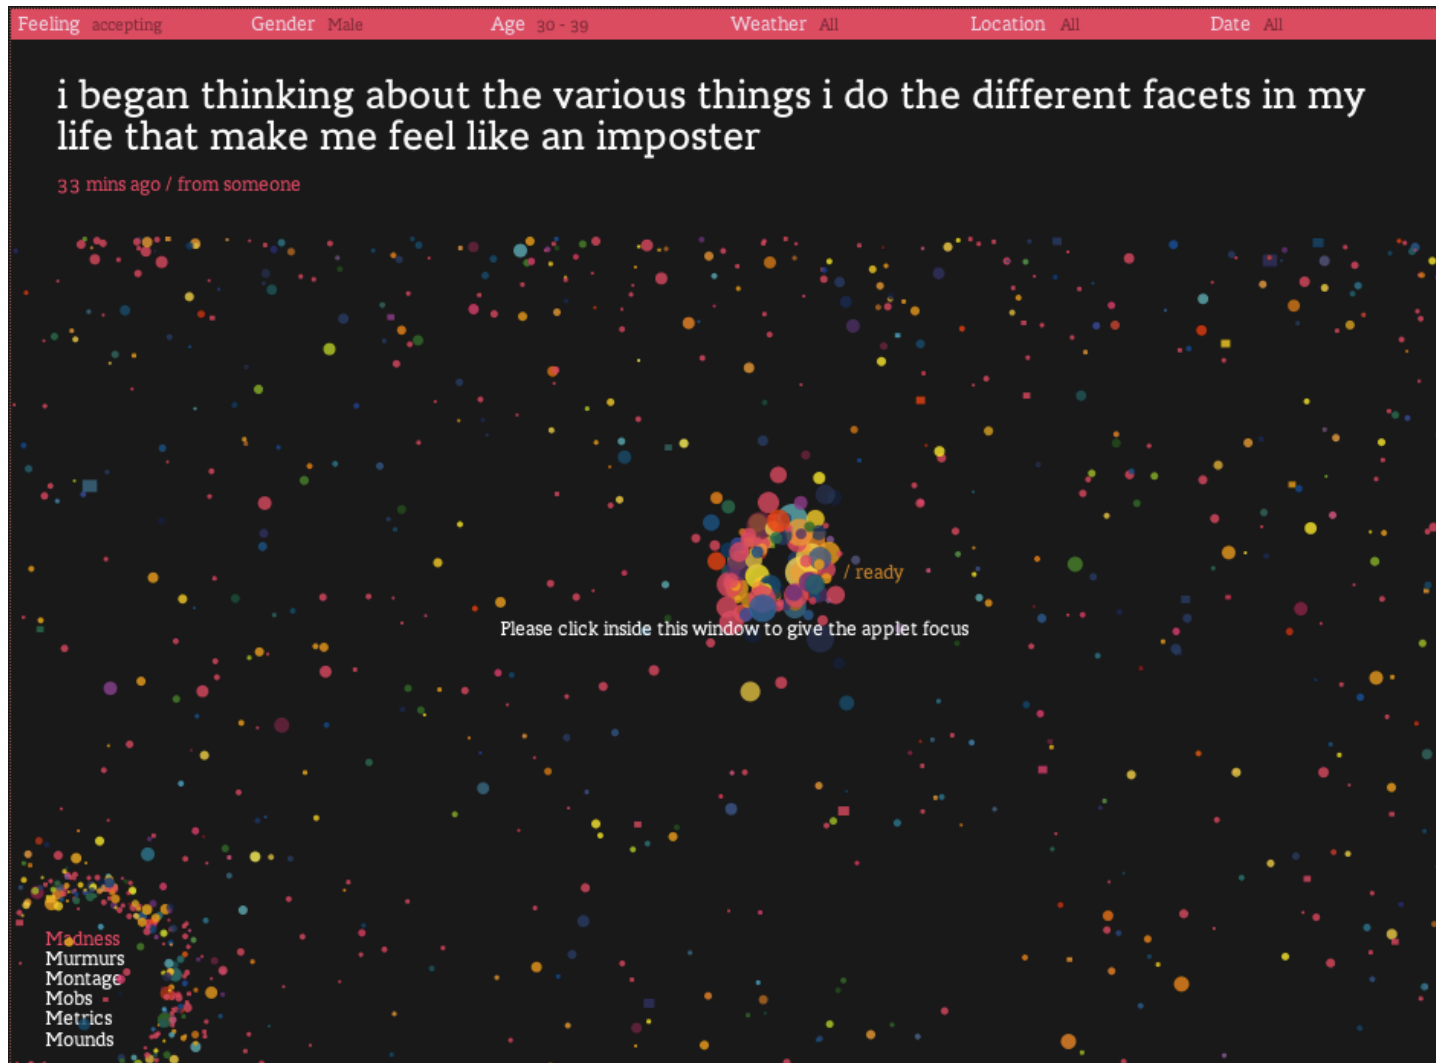 Feeling accepting Gender Male Age 30 - 39 Weather All Location All Date All
i began thinking about the various things i do the different facets in my
life that make me feel like an imposter
33 mins ago / from someone
/ ready
Please click inside this window to give the applet focus
Madness
Murmurs
Montage
Mobs
Metrics
Mounds